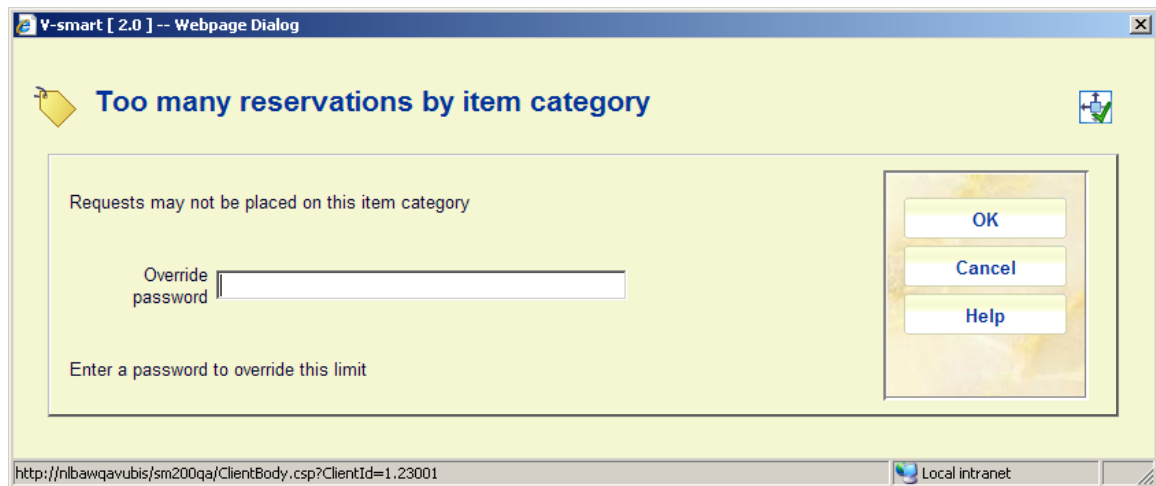 V-smart [ 2.0 ] -- Webpage Dialog
Too many reservations by item category
Requests may not be placed on this item category
OK
Cancel
Help
Override
password
Enter a password to override this limit
http://nlbawqavubis/sm200qa/ClientBody.csp?ClientId=1.23001
Local intranet